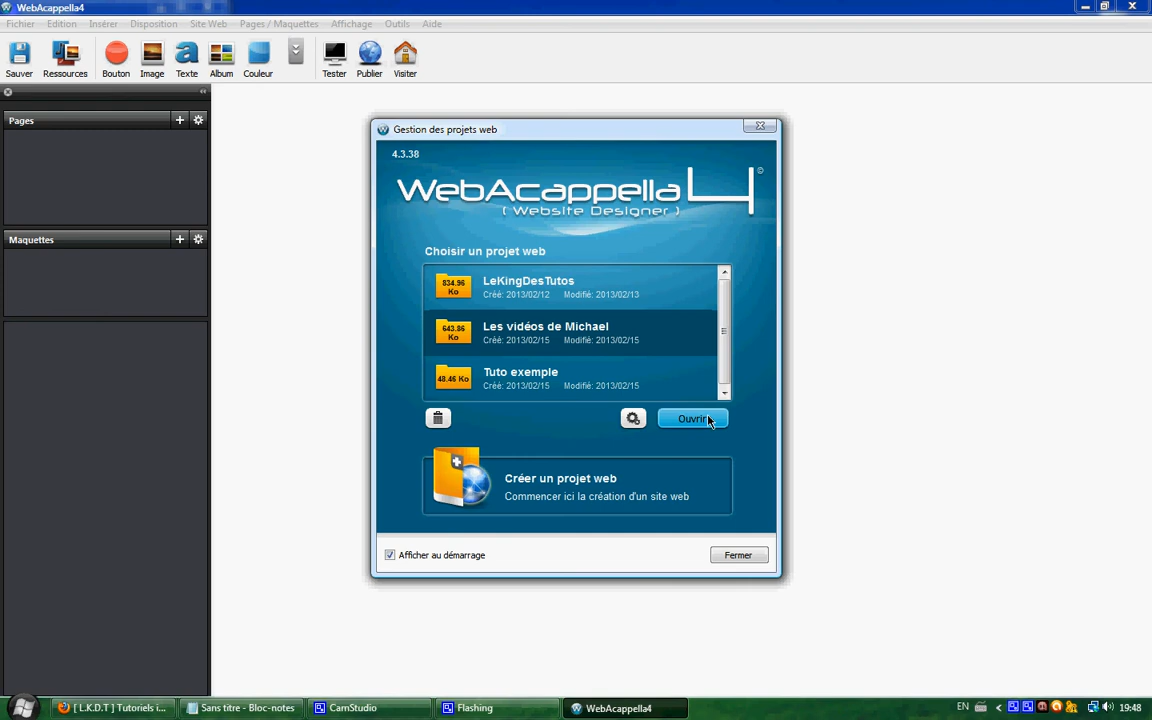 WebAcappella4
Fichier Edition Insérer Disposition Site Web Pages / Maquettes Affichage Outils Aide
Sauver Ressources Bouton Image Texte Album Couleur Tester Publier Visiter
Pages
Maquettes
Gestion des projets web
4.3.38
WebAcappella 4 ©
( Website Designer )
Choisir un projet web
834.96 Ko
LeKingDesTutos
Créé: 2013/02/12 Modifié: 2013/02/13
643.86 Ko
Les vidéos de Michael
Créé: 2013/02/15 Modifié: 2013/02/15
48.46 Ko
Tuto exemple
Créé: 2013/02/15 Modifié: 2013/02/15
Ouvrir
Créer un projet web
Commencer ici la création d'un site web
Afficher au démarrage
Fermer
[ L.K.D.T ] Tutoriels i... Sans titre - Bloc-notes CamStudio Flashing WebAcappella4 EN 19:48